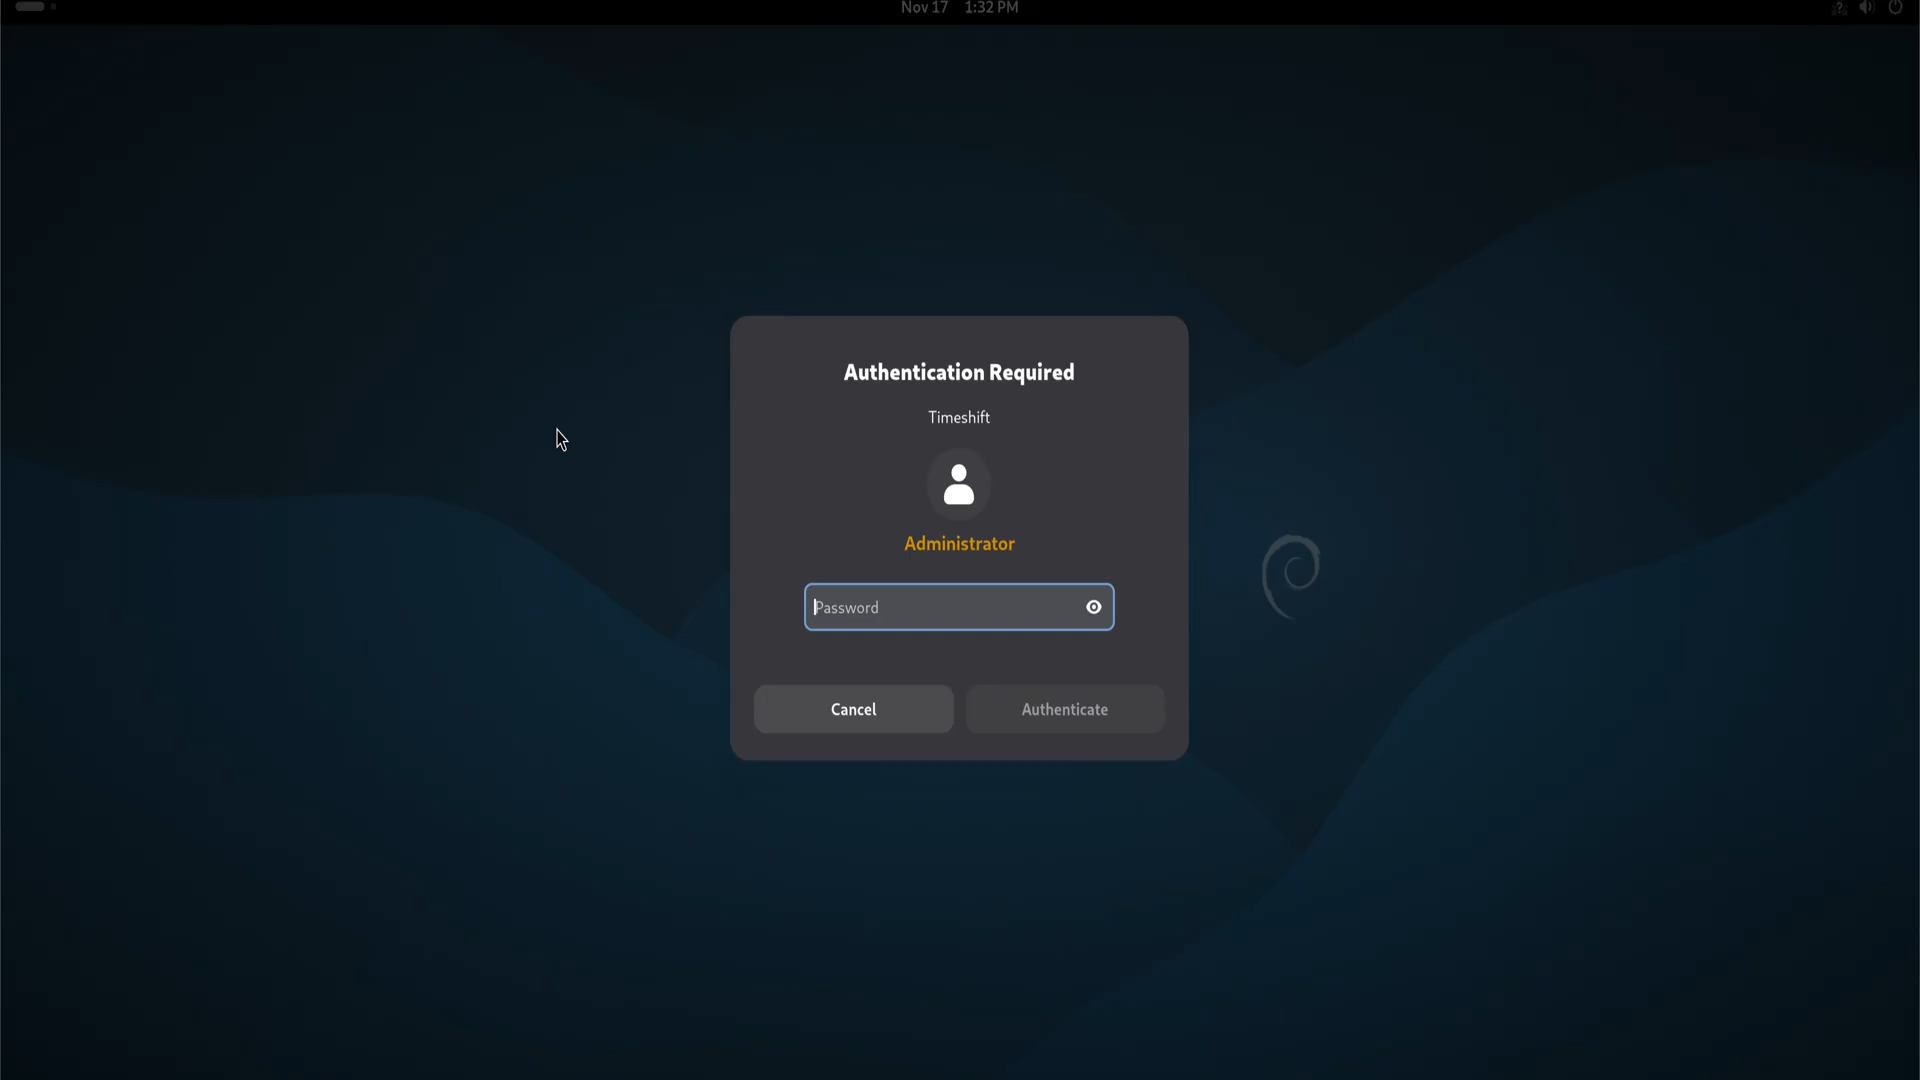 Nov 17 1:32 PM
Authentication Required
Timeshift
Administrator
Password
Cancel Authenticate